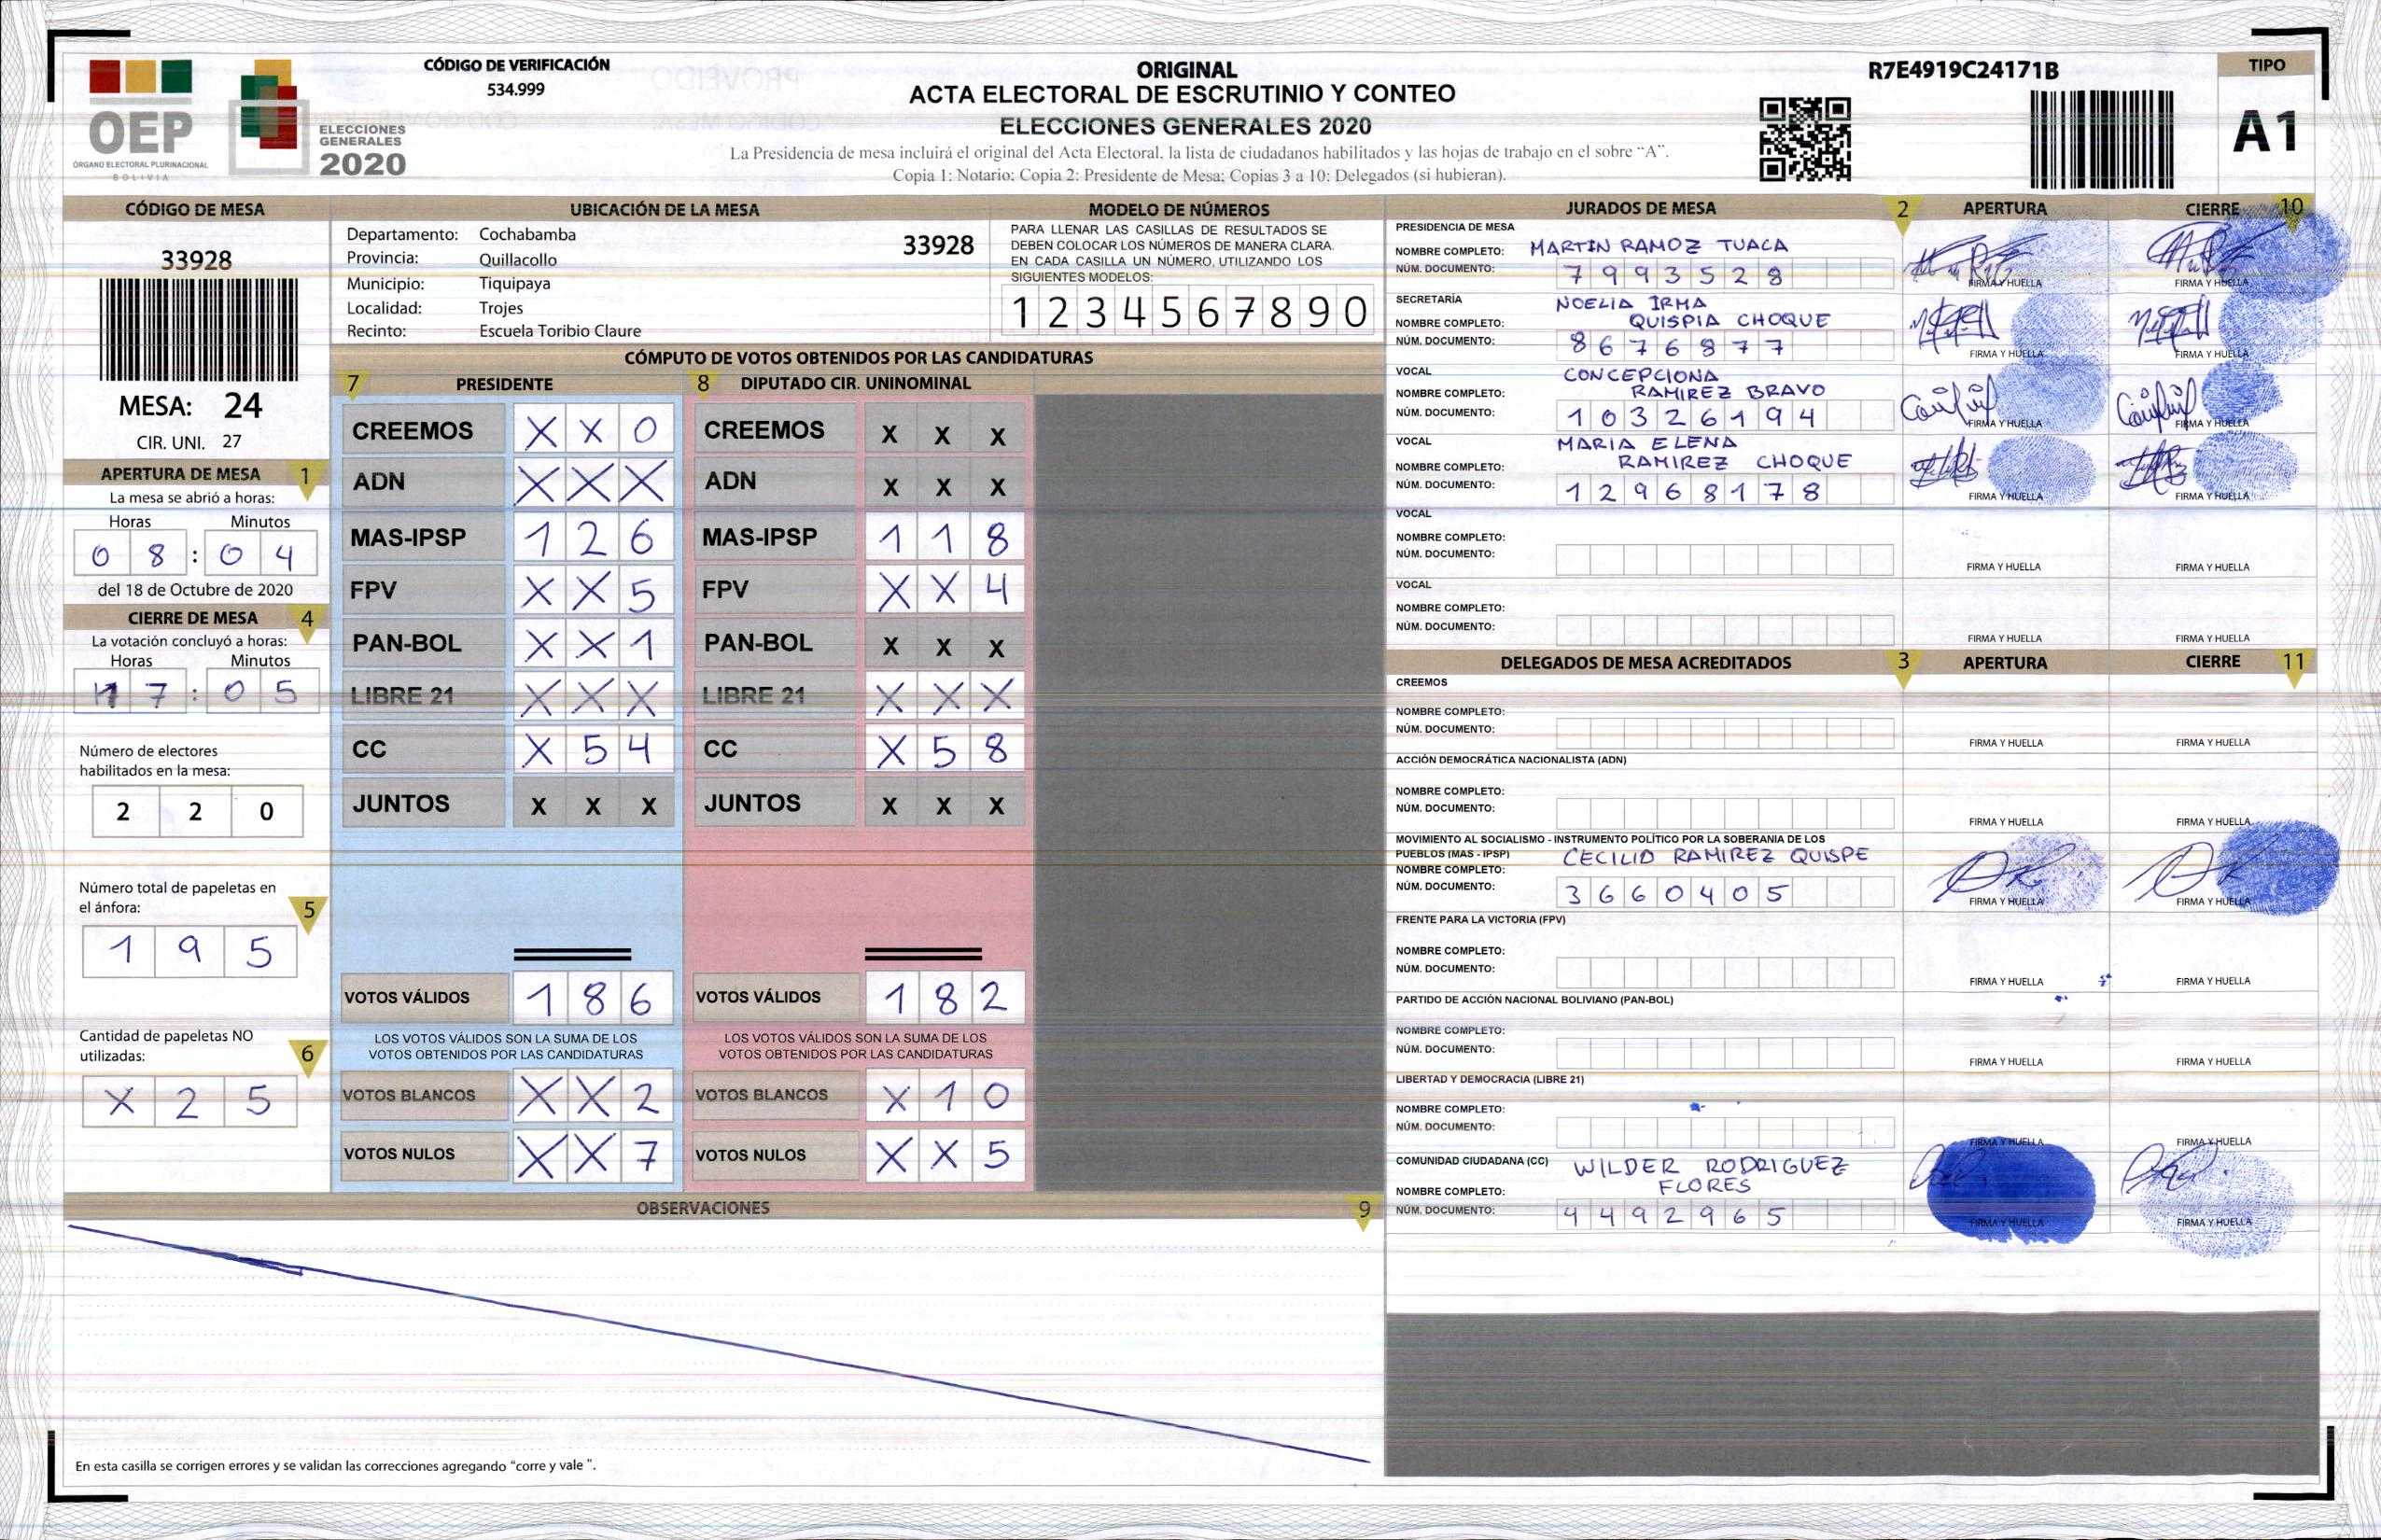 CÓDIGO DE VERIFICACIÓN
534.999
OEP
ÓRGANO ELECTORAL PLURINACIONAL
BOLIVIA
ELECCIONES
GENERALES
2020
ORIGINAL
ACTA ELECTORAL DE ESCRUTINIO Y CONTEO
ELECCIONES GENERALES 2020
La Presidencia de mesa incluirá el original del Acta Electoral, la lista de ciudadanos habilitados y las hojas de trabajo en el sobre “A”.
Copia 1: Notario; Copia 2: Presidente de Mesa; Copias 3 a 10: Delegados (si hubieran).
R7E4919C24171B
TIPO
A1
CÓDIGO DE MESA
33928
MESA: 24
CIR. UNI. 27
APERTURA DE MESA 1
La mesa se abrió a horas:
Horas Minutos
0 8 : 0 4
del 18 de Octubre de 2020
CIERRE DE MESA 4
La votación concluyó a horas:
Horas Minutos
1 7 : 0 5
Número de electores
habilitados en la mesa:
2 2 0
Número total de papeletas en
el ánfora: 5
1 9 5
Cantidad de papeletas NO
utilizadas: 6
X 2 5
UBICACIÓN DE LA MESA
Departamento: Cochabamba
33928
Provincia: Quillacollo
Municipio: Tiquipaya
Localidad: Trojes
Recinto: Escuela Toribio Claure
MODELO DE NÚMEROS
PARA LLENAR LAS CASILLAS DE RESULTADOS SE
DEBEN COLOCAR LOS NÚMEROS DE MANERA CLARA.
EN CADA CASILLA UN NÚMERO, UTILIZANDO LOS
SIGUIENTES MODELOS:
1 2 3 4 5 6 7 8 9 0
CÓMPUTO DE VOTOS OBTENIDOS POR LAS CANDIDATURAS
7 PRESIDENTE 8 DIPUTADO CIR. UNINOMINAL
CREEMOS X X 0 CREEMOS X X X
ADN X X X ADN X X X
MAS-IPSP 1 2 6 MAS-IPSP 1 1 8
FPV X X 5 FPV X X 4
PAN-BOL X X 1 PAN-BOL X X X
LIBRE 21 X X X LIBRE 21 X X X
CC X 5 4 CC X 5 8
JUNTOS X X X JUNTOS X X X
VOTOS VÁLIDOS 1 8 6 VOTOS VÁLIDOS 1 8 2
LOS VOTOS VÁLIDOS SON LA SUMA DE LOS LOS VOTOS VÁLIDOS SON LA SUMA DE LOS
VOTOS OBTENIDOS POR LAS CANDIDATURAS VOTOS OBTENIDOS POR LAS CANDIDATURAS
VOTOS BLANCOS X X 2 VOTOS BLANCOS X 1 0
VOTOS NULOS X X 7 VOTOS NULOS X X 5
OBSERVACIONES 9
En esta casilla se corrigen errores y se validan las correcciones agregando “corre y vale ”.
JURADOS DE MESA 2 APERTURA CIERRE 10
PRESIDENCIA DE MESA
NOMBRE COMPLETO: MARTIN RAMOZ TUACA
NÚM. DOCUMENTO: 7 9 9 3 5 2 8
FIRMA Y HUELLA FIRMA Y HUELLA
SECRETARÍA NOELIA IRMA
NOMBRE COMPLETO: QUISPIA CHOQUE
NÚM. DOCUMENTO: 8 6 7 6 8 7 7
FIRMA Y HUELLA FIRMA Y HUELLA
VOCAL CONCEPCIONA
NOMBRE COMPLETO: RAMIREZ BRAVO
NÚM. DOCUMENTO: 1 0 3 2 6 1 9 4
FIRMA Y HUELLA FIRMA Y HUELLA
VOCAL MARIA ELENA
NOMBRE COMPLETO: RAMIREZ CHOQUE
NÚM. DOCUMENTO: 1 2 9 6 8 1 7 8
FIRMA Y HUELLA FIRMA Y HUELLA
VOCAL
NOMBRE COMPLETO:
NÚM. DOCUMENTO:
FIRMA Y HUELLA FIRMA Y HUELLA
VOCAL
NOMBRE COMPLETO:
NÚM. DOCUMENTO:
FIRMA Y HUELLA FIRMA Y HUELLA
DELEGADOS DE MESA ACREDITADOS 3 APERTURA CIERRE 11
CREEMOS
NOMBRE COMPLETO:
NÚM. DOCUMENTO:
FIRMA Y HUELLA FIRMA Y HUELLA
ACCIÓN DEMOCRÁTICA NACIONALISTA (ADN)
NOMBRE COMPLETO:
NÚM. DOCUMENTO:
FIRMA Y HUELLA FIRMA Y HUELLA
MOVIMIENTO AL SOCIALISMO - INSTRUMENTO POLÍTICO POR LA SOBERANIA DE LOS
PUEBLOS (MAS - IPSP) CECILID RAMIREZ QUISPE
NOMBRE COMPLETO:
NÚM. DOCUMENTO: 3 6 6 0 4 0 5
FIRMA Y HUELLA FIRMA Y HUELLA
FRENTE PARA LA VICTORIA (FPV)
NOMBRE COMPLETO:
NÚM. DOCUMENTO:
FIRMA Y HUELLA FIRMA Y HUELLA
PARTIDO DE ACCIÓN NACIONAL BOLIVIANO (PAN-BOL)
NOMBRE COMPLETO:
NÚM. DOCUMENTO:
FIRMA Y HUELLA FIRMA Y HUELLA
LIBERTAD Y DEMOCRACIA (LIBRE 21)
NOMBRE COMPLETO:
NÚM. DOCUMENTO:
FIRMA Y HUELLA FIRMA Y HUELLA
COMUNIDAD CIUDADANA (CC) WILDER RODRIGUEZ
FLORES
NOMBRE COMPLETO:
NÚM. DOCUMENTO: 4 4 9 2 9 6 5
FIRMA Y HUELLA FIRMA Y HUELLA